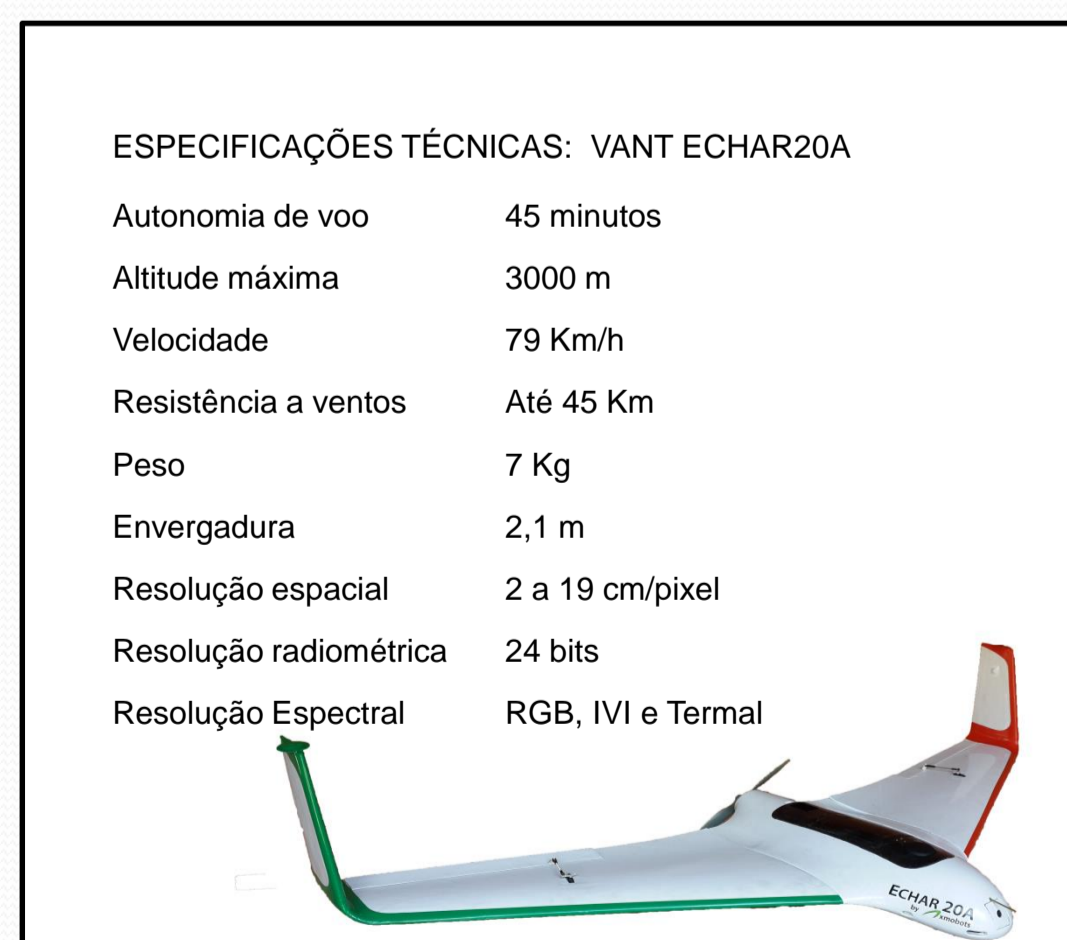 ESPECIFICAÇÕES TÉCNICAS: VANT ECHAR20A
Autonomia de voo 45 minutos
Altitude máxima 3000 m
Velocidade 79 Km/h
Resistência a ventos Até 45 Km
Peso 7 Kg
Envergadura 2,1 m
Resolução espacial 2 a 19 cm/pixel
Resolução radiométrica 24 bits
Resolução Espectral RGB, IVI e Termal
ECHAR 20A
by xmobots